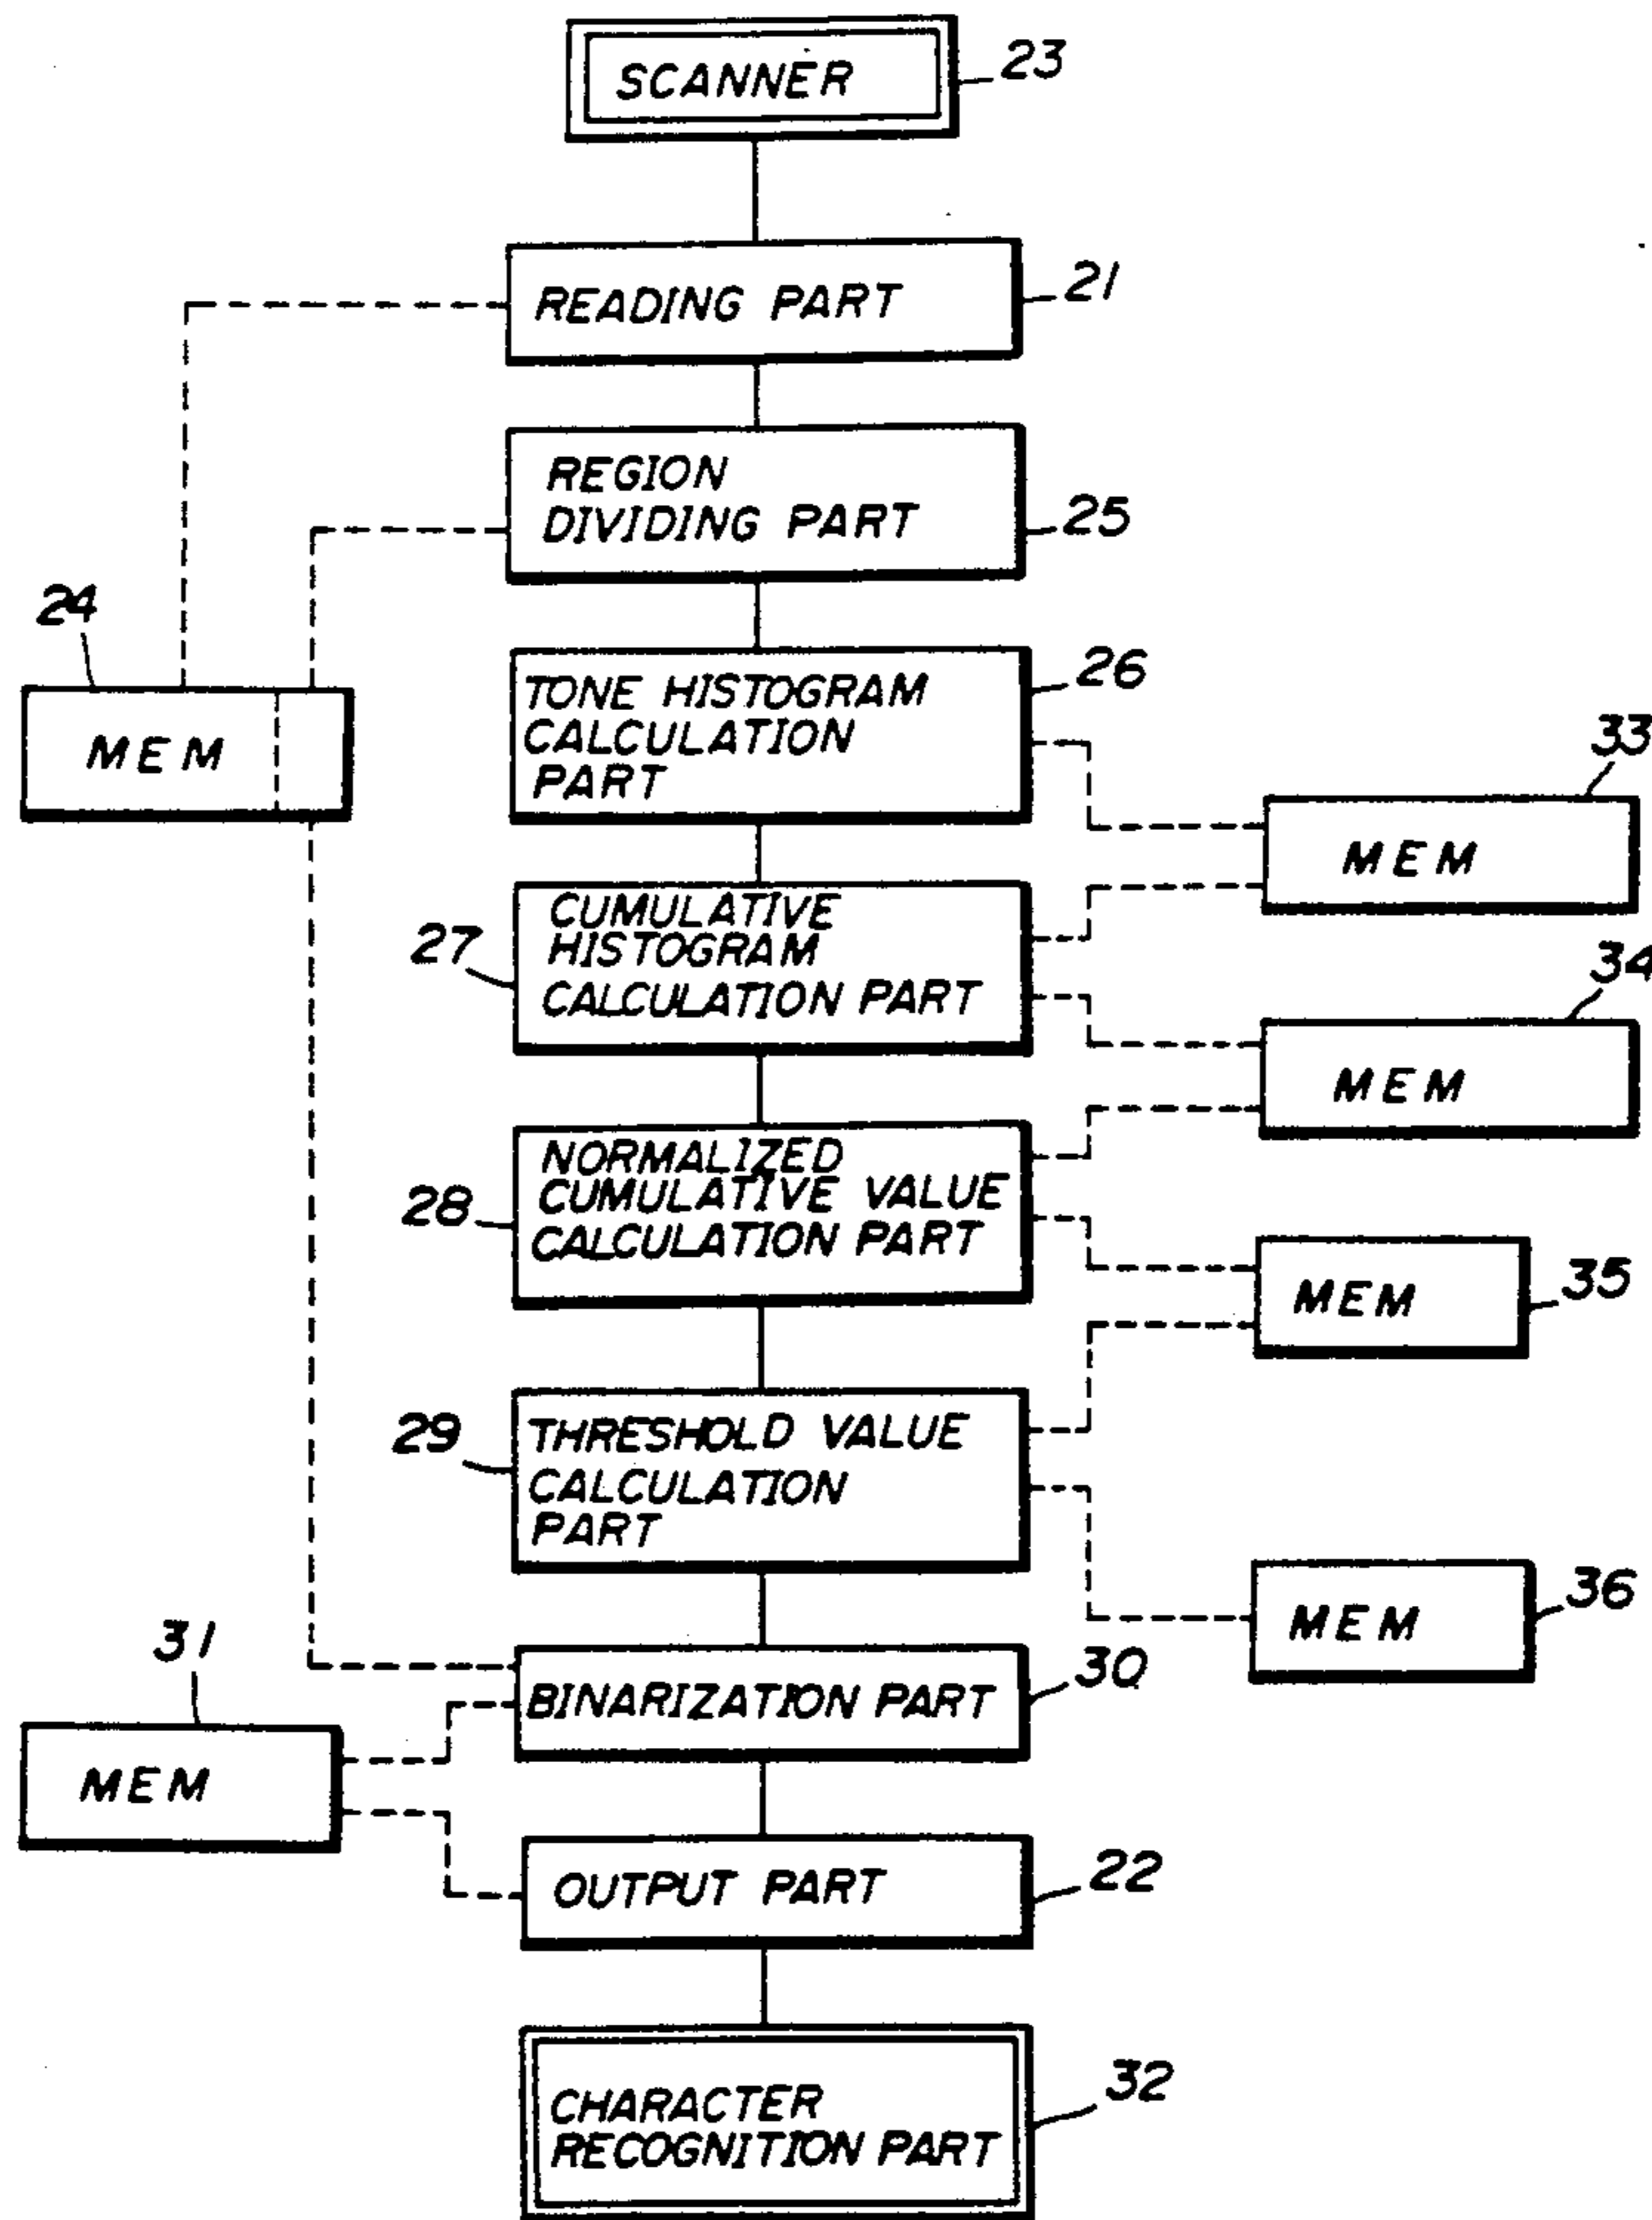 SCANNER
23
READING PART
21
REGION
DIVIDING PART
25
24
MEM
TONE HISTOGRAM
CALCULATION
PART
26
33
MEM
27
CUMULATIVE
HISTOGRAM
CALCULATION PART
34
MEM
28
NORMALIZED
CUMULATIVE VALUE
CALCULATION PART
MEM
35
29
THRESHOLD VALUE
CALCULATION
PART
MEM
36
31
MEM
BINARIZATION PART
30
OUTPUT PART
22
CHARACTER
RECOGNITION PART
32